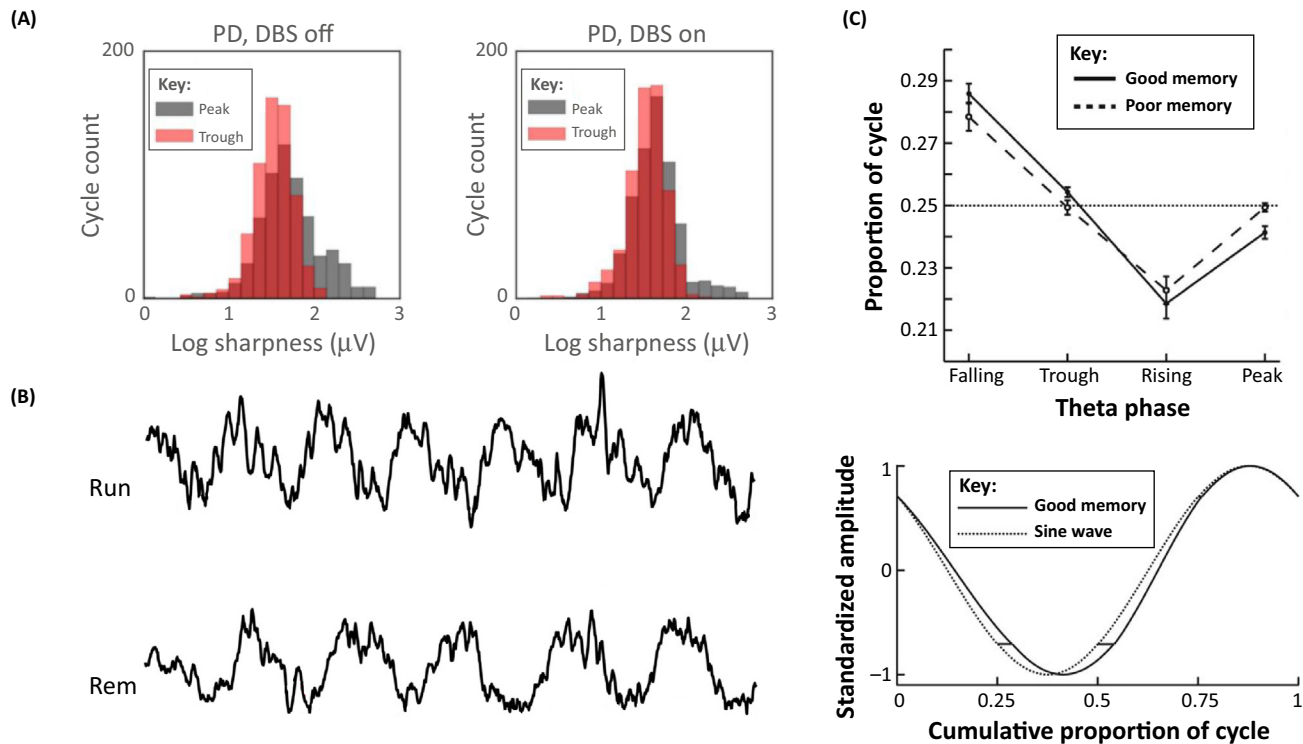 (A)
PD, DBS off
200
Key:
Peak
Trough
Cycle count
0
0 1 2 3
Log sharpness (μV)
PD, DBS on
200
Key:
Peak
Trough
Cycle count
0
0 1 2 3
Log sharpness (μV)
(B)
Run
Rem
(C)
Key:
Good memory
Poor memory
0.29
0.27
0.25
0.23
0.21
Proportion of cycle
Falling Trough Rising Peak
Theta phase
Key:
Good memory
Sine wave
1
0
–1
Standardized amplitude
0 0.25 0.5 0.75 1
Cumulative proportion of cycle